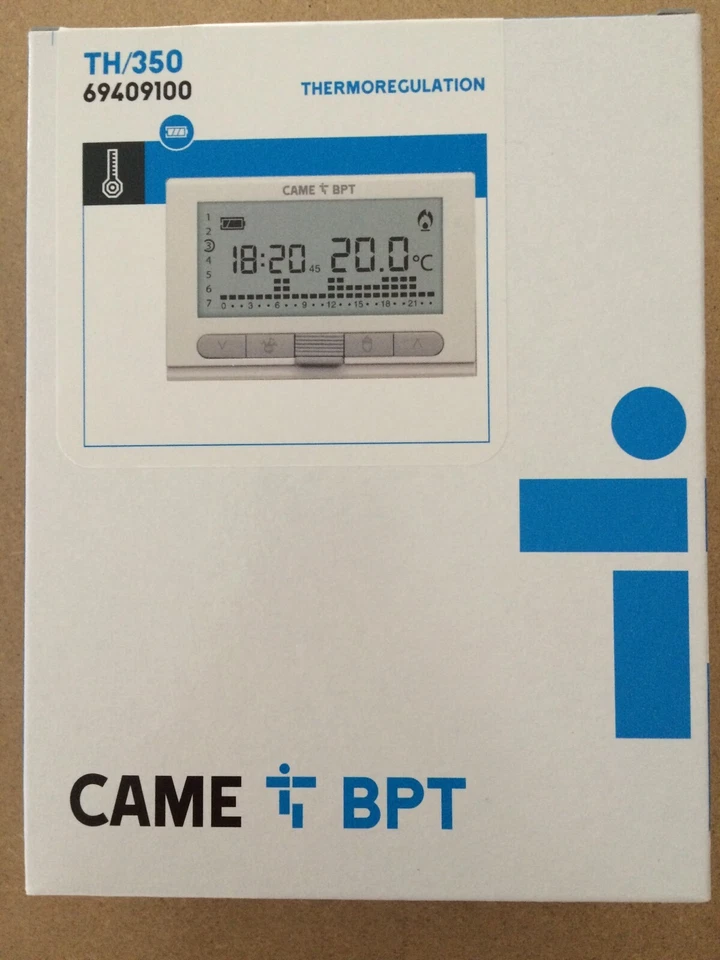 TH/350
69409100
THERMOREGULATION
CAME BPT
1
2
3
4
5
6
7
18:20 45 20.0 °C
0 • • 3 • • 6 • • 9 • • 12 • • 15 • • 18 • • 21 • •
CAME BPT